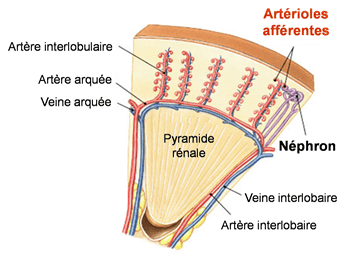 Artérioles
afférentes
Artère interlobulaire
Artère arquée
Veine arquée
Pyramide
rénale
Néphron
Veine interlobaire
Artère interlobaire